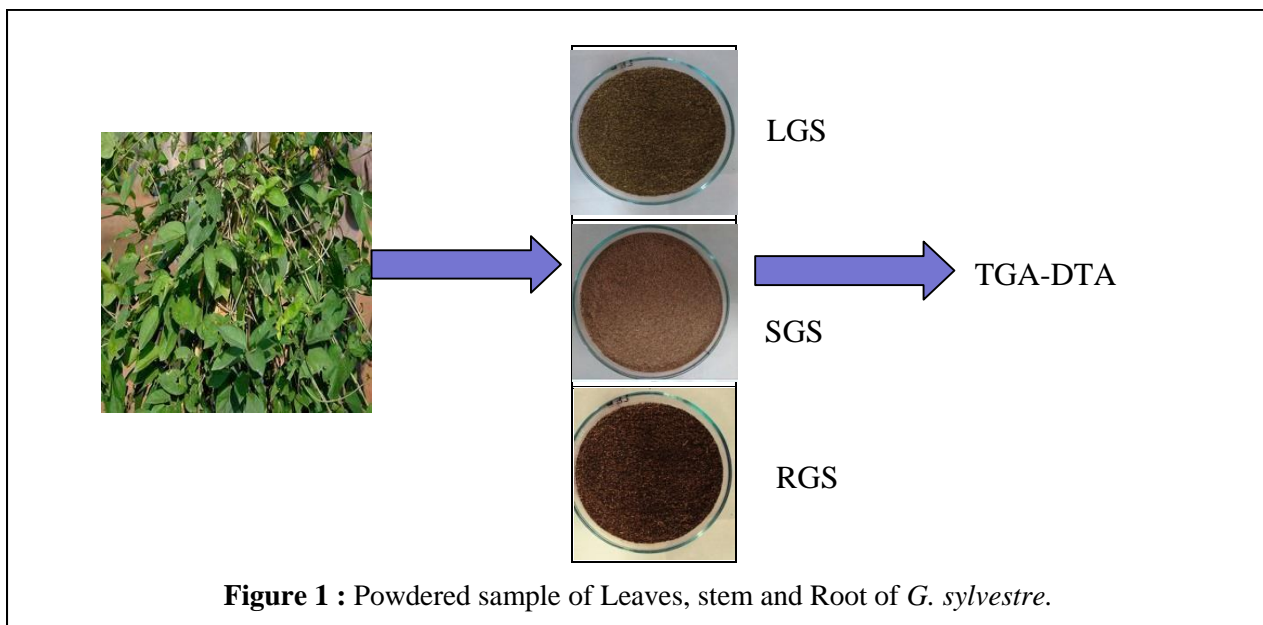 LGS
TGA-DTA
SGS
RGS
Figure 1 : Powdered sample of Leaves, stem and Root of G. sylvestre.